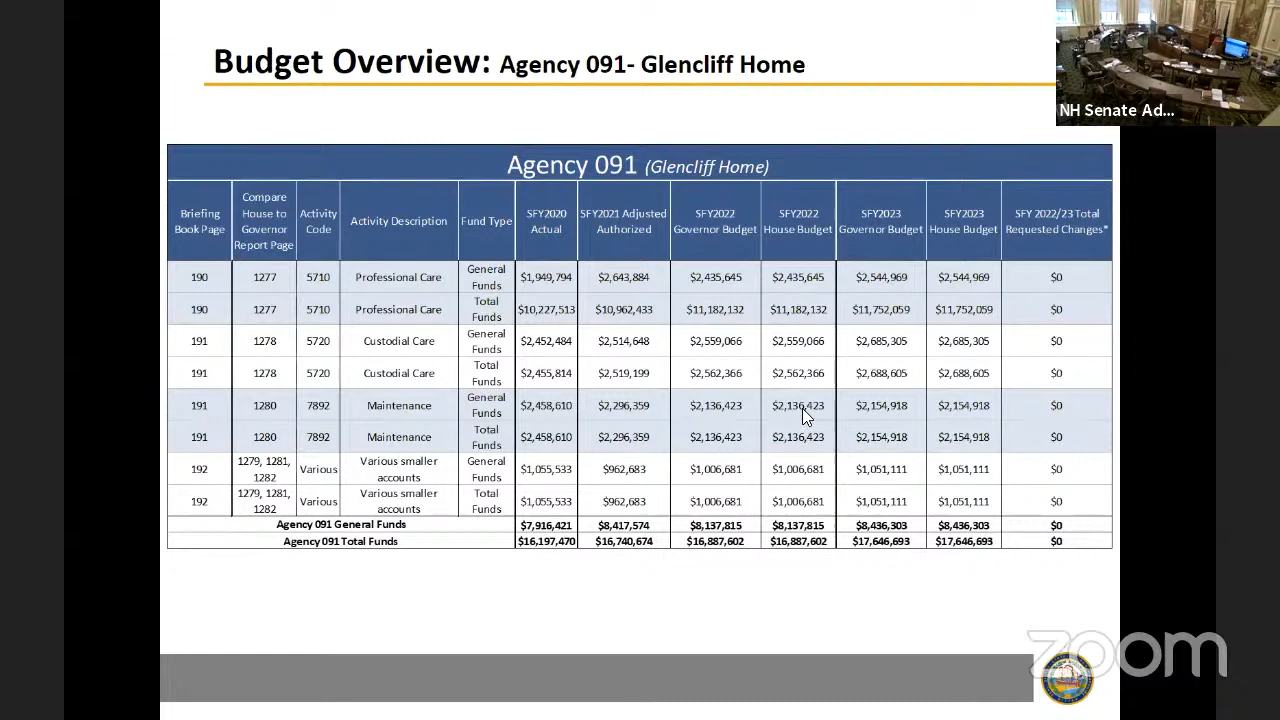 Budget Overview: Agency 091- Glencliff Home
NH Senate Ad...
Agency 091 (Glencliff Home)
Briefing Book Page | Compare House to Governor Report Page | Activity Code | Activity Description | Fund Type | SFY2020 Actual | SFY2021 Adjusted Authorized | SFY2022 Governor Budget | SFY2022 House Budget | SFY2023 Governor Budget | SFY2023 House Budget | SFY 2022/23 Total Requested Changes*
190 | 1277 | 5710 | Professional Care | General Funds | $1,949,794 | $2,643,884 | $2,435,645 | $2,435,645 | $2,544,969 | $2,544,969 | $0
190 | 1277 | 5710 | Professional Care | Total Funds | $10,227,513 | $10,962,433 | $11,182,132 | $11,182,132 | $11,752,059 | $11,752,059 | $0
191 | 1278 | 5720 | Custodial Care | General Funds | $2,452,484 | $2,514,648 | $2,559,066 | $2,559,066 | $2,685,305 | $2,685,305 | $0
191 | 1278 | 5720 | Custodial Care | Total Funds | $2,455,814 | $2,519,199 | $2,562,366 | $2,562,366 | $2,688,605 | $2,688,605 | $0
191 | 1280 | 7892 | Maintenance | General Funds | $2,458,610 | $2,296,359 | $2,136,423 | $2,136,423 | $2,154,918 | $2,154,918 | $0
191 | 1280 | 7892 | Maintenance | Total Funds | $2,458,610 | $2,296,359 | $2,136,423 | $2,136,423 | $2,154,918 | $2,154,918 | $0
192 | 1279, 1281, 1282 | Various | Various smaller accounts | General Funds | $1,055,533 | $962,683 | $1,006,681 | $1,006,681 | $1,051,111 | $1,051,111 | $0
192 | 1279, 1281, 1282 | Various | Various smaller accounts | Total Funds | $1,055,533 | $962,683 | $1,006,681 | $1,006,681 | $1,051,111 | $1,051,111 | $0
Agency 091 General Funds | $7,916,421 | $8,417,574 | $8,137,815 | $8,137,815 | $8,436,303 | $8,436,303 | $0
Agency 091 Total Funds | $16,197,470 | $16,740,674 | $16,887,602 | $16,887,602 | $17,646,693 | $17,646,693 | $0
zoom